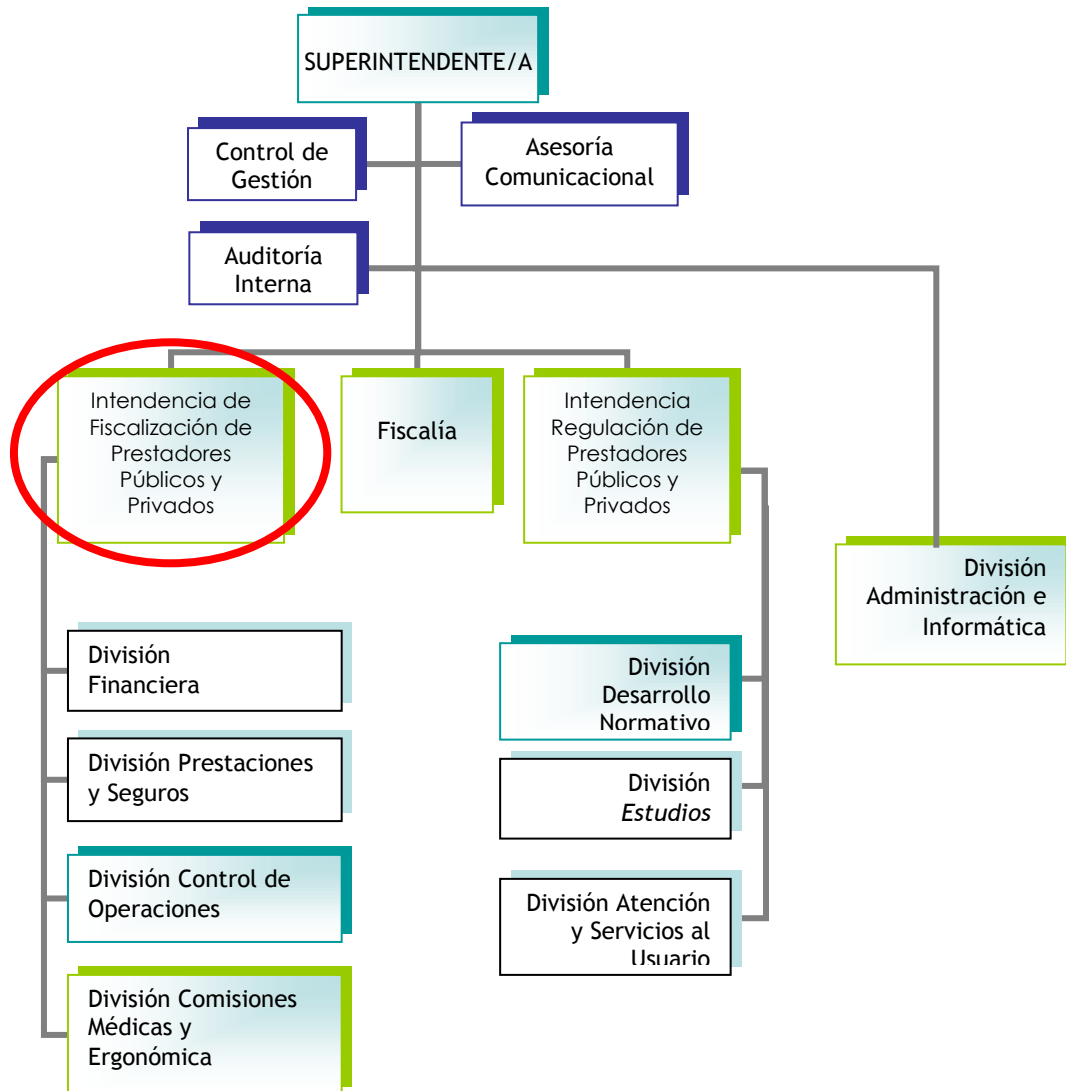 SUPERINTENDENTE/A
Control de
Gestión
Asesoría
Comunicacional
Auditoría
Interna
Intendencia de
Fiscalización de
Prestadores
Públicos y
Privados
Fiscalía
Intendencia
Regulación de
Prestadores
Públicos y
Privados
División
Administración e
Informática
División
Financiera
División Prestaciones
y Seguros
División Control de
Operaciones
División Comisiones
Médicas y
Ergonómica
División
Desarrollo
Normativo
División
Estudios
División Atención
y Servicios al
Usuario